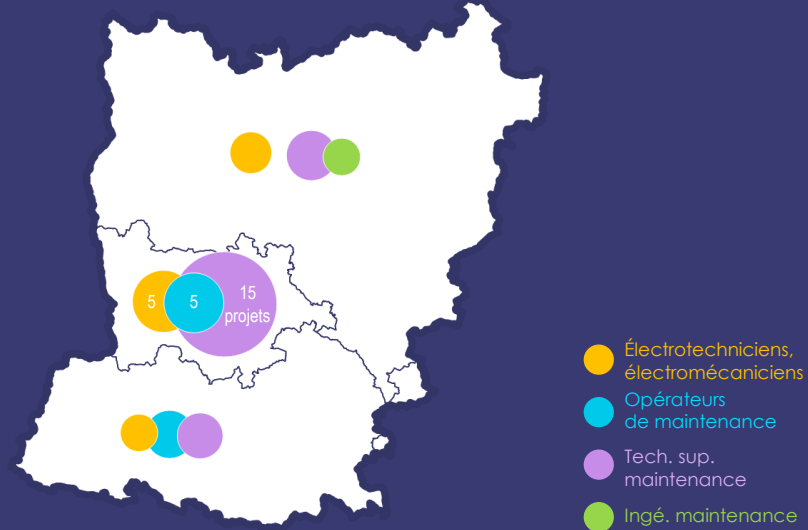 5
5
15
projets
Électrotechniciens,
électromécaniciens
Opérateurs
de maintenance
Tech. sup.
maintenance
Ingé. maintenance